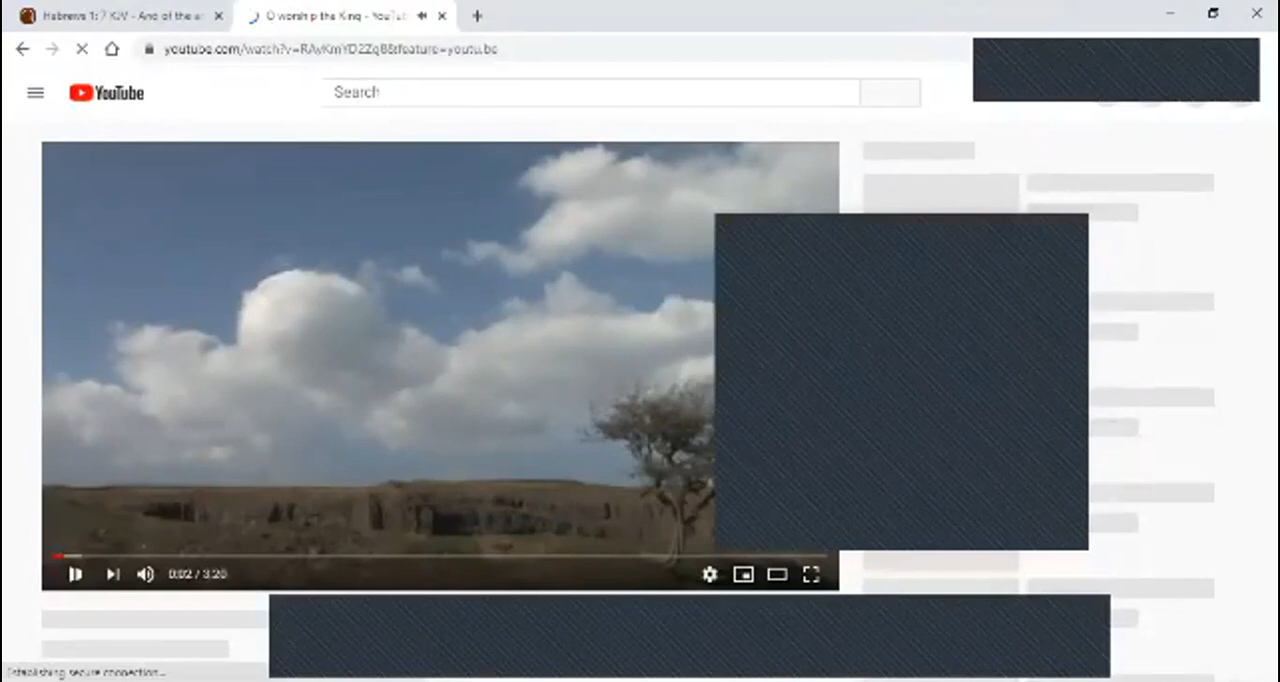 Hebrews 1:7 KJV - And of the a
O worship the King - YouTu
youtube.com/watch?v=RAyKmYD2Zq8&feature=youtu.be
YouTube
Search
0:02 / 3:20
Establishing secure connection...